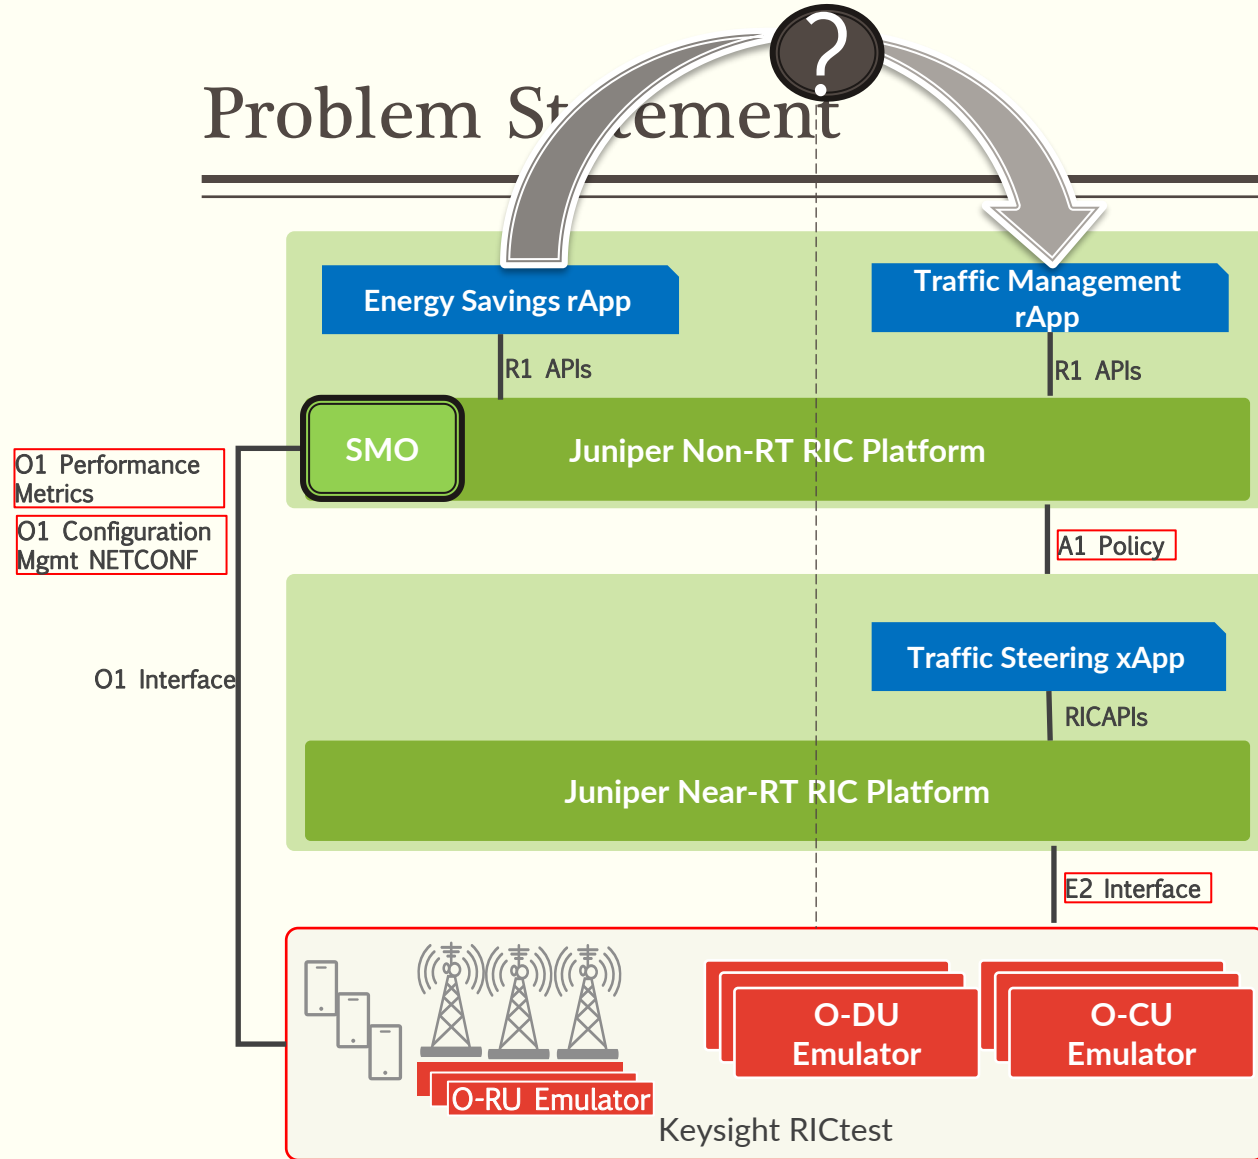 ?
Problem Statement
Energy Savings rApp
Traffic Management
rApp
R1 APIs
R1 APIs
SMO
Juniper Non-RT RIC Platform
O1 Performance
Metrics
O1 Configuration
Mgmt NETCONF
A1 Policy
Traffic Steering xApp
O1 Interface
RICAPIs
Juniper Near-RT RIC Platform
E2 Interface
O-DU
Emulator
O-CU
Emulator
O-RU Emulator
Keysight RICtest